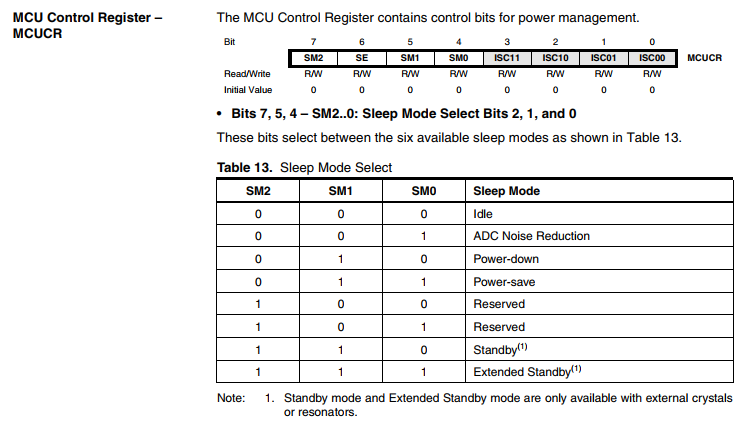 MCU Control Register –
MCUCR
The MCU Control Register contains control bits for power management.
Bit 7 6 5 4 3 2 1 0
SM2 SE SM1 SM0 ISC11 ISC10 ISC01 ISC00 MCUCR
Read/Write R/W R/W R/W R/W R/W R/W R/W R/W
Initial Value 0 0 0 0 0 0 0 0
• Bits 7, 5, 4 – SM2..0: Sleep Mode Select Bits 2, 1, and 0
These bits select between the six available sleep modes as shown in Table 13.
Table 13. Sleep Mode Select
SM2 SM1 SM0 Sleep Mode
0 0 0 Idle
0 0 1 ADC Noise Reduction
0 1 0 Power-down
0 1 1 Power-save
1 0 0 Reserved
1 0 1 Reserved
1 1 0 Standby(1)
1 1 1 Extended Standby(1)
Note: 1. Standby mode and Extended Standby mode are only available with external crystals
or resonators.